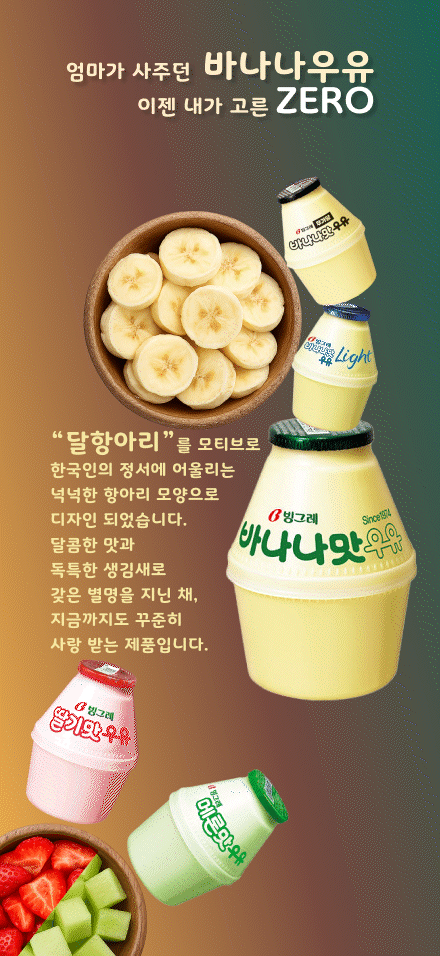 엄마가 사주던 바나나우유
이젠 내가 고른 ZERO
빙그레
바나나맛우유
빙그레
바나나맛
우유 Light
“달항아리”를 모티브로
한국인의 정서에 어울리는
넉넉한 항아리 모양으로
디자인 되었습니다.
달콤한 맛과
독특한 생김새로
갖은 별명을 지닌 채,
지금까지도 꾸준히
사랑 받는 제품입니다.
빙그레
Since1974
바나나맛우유
빙그레
딸기맛우유
빙그레
메론맛우유